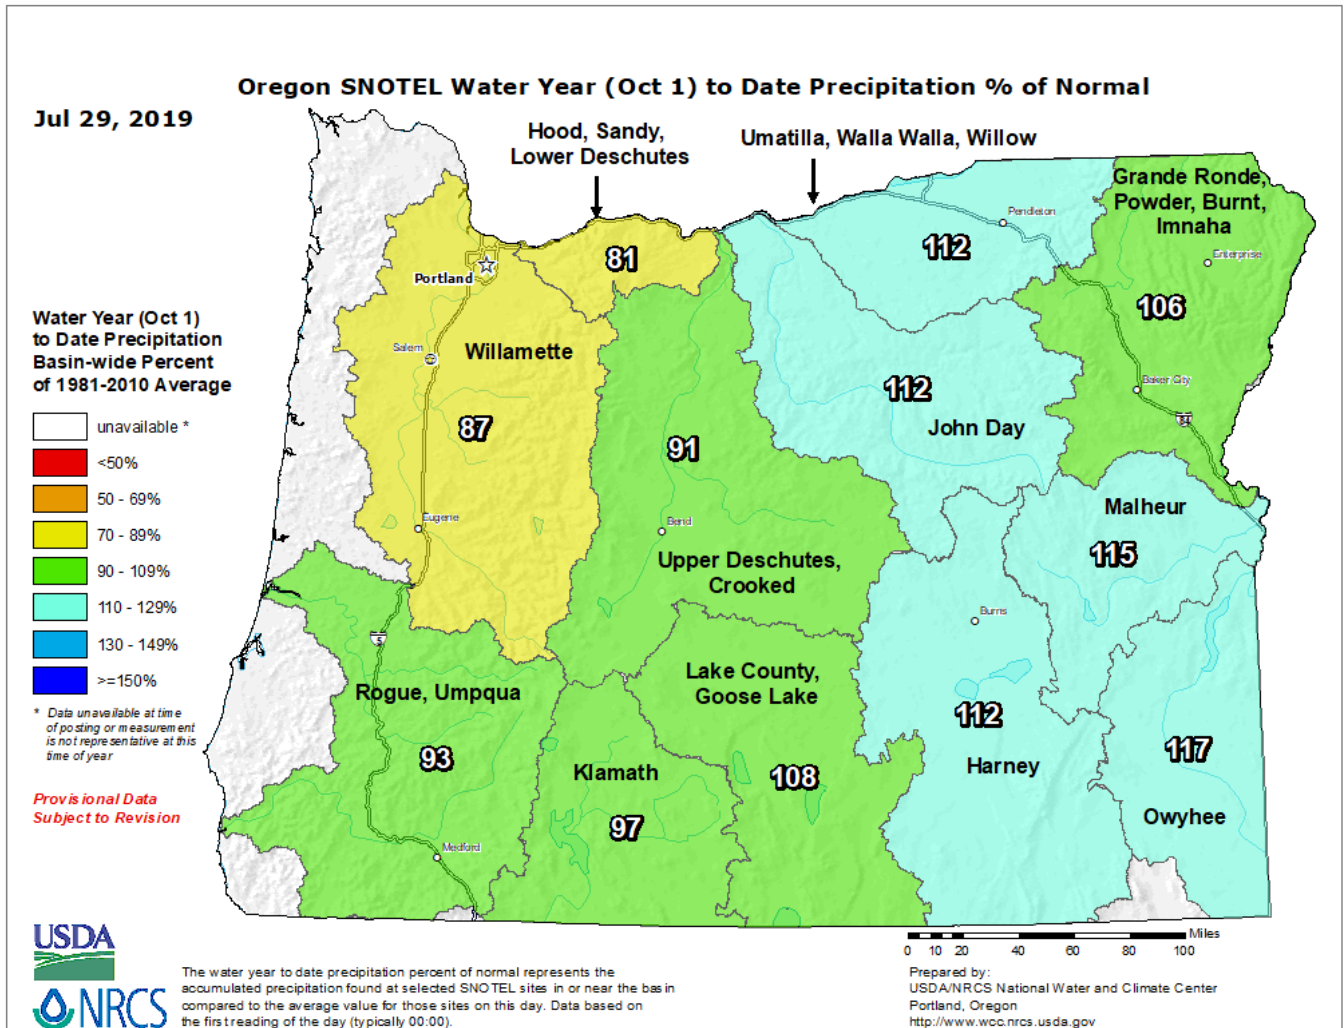 Oregon SNOTEL Water Year (Oct 1) to Date Precipitation % of Normal
Jul 29, 2019
Hood, Sandy,
Lower Deschutes
Umatilla, Walla Walla, Willow
Grande Ronde,
Powder, Burnt,
Imnaha
Pendleton
Enterprise
112
81
Portland
106
Water Year (Oct 1)
to Date Precipitation
Basin-wide Percent
of 1981-2010 Average
Salem
Willamette
112
Baker City
84
John Day
87
91
unavailable *
<50%
50 - 69%
70 - 89%
90 - 109%
110 - 129%
130 - 149%
>=150%
* Data unavailable at time
of posting or measurement
is not representative at this
time of year
Provisional Data
Subject to Revision
Malheur
115
Eugene
Bend
Upper Deschutes,
Crooked
Burns
5
Lake County,
Goose Lake
Rogue, Umpqua
112
93
Klamath
108
Harney
117
97
Owyhee
Medford
Miles
0 10 20 40 60 80 100
USDA
NRCS
The water year to date precipitation percent of normal represents the
accumulated precipitation found at selected SNOTEL sites in or near the basin
compared to the average value for those sites on this day. Data based on
the first reading of the day (typically 00:00).
Prepared by:
USDA/NRCS National Water and Climate Center
Portland, Oregon
http://www.wcc.nrcs.usda.gov